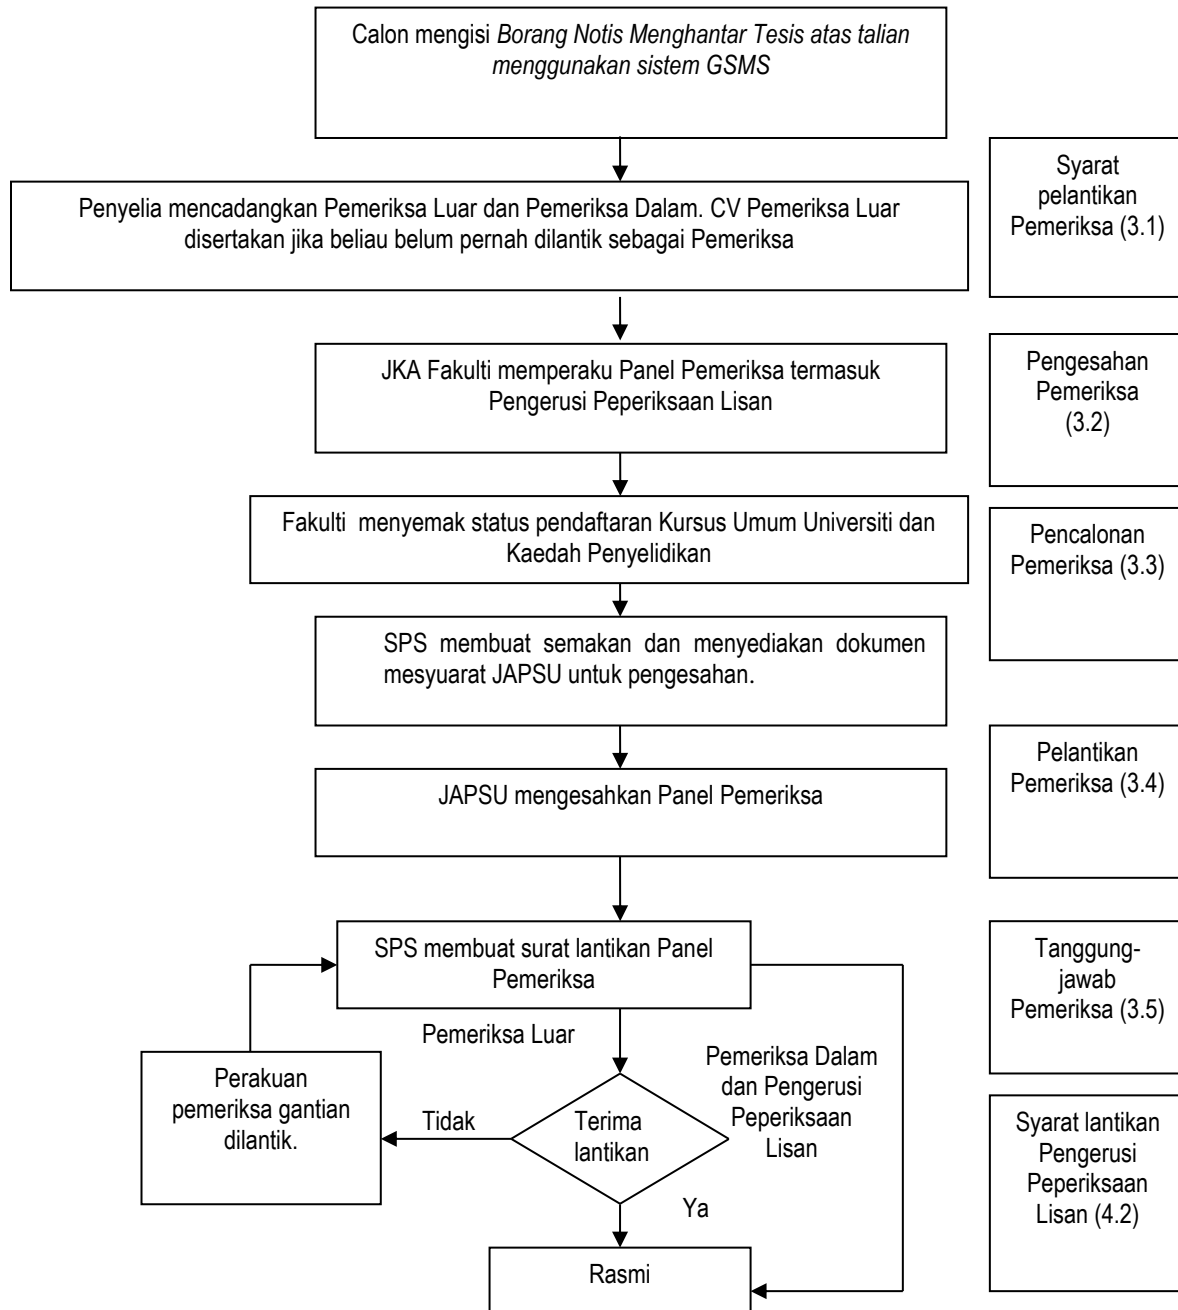 Calon mengisi Borang Notis Menghantar Tesis atas talian
menggunakan sistem GSMS
Syarat
pelantikan
Pemeriksa (3.1)
Penyelia mencadangkan Pemeriksa Luar dan Pemeriksa Dalam. CV Pemeriksa Luar
disertakan jika beliau belum pernah dilantik sebagai Pemeriksa
JKA Fakulti memperaku Panel Pemeriksa termasuk
Pengerusi Peperiksaan Lisan
Pengesahan
Pemeriksa
(3.2)
Fakulti menyemak status pendaftaran Kursus Umum Universiti dan
Kaedah Penyelidikan
Pencalonan
Pemeriksa (3.3)
SPS membuat semakan dan menyediakan dokumen
mesyuarat JAPSU untuk pengesahan.
JAPSU mengesahkan Panel Pemeriksa
Pelantikan
Pemeriksa (3.4)
SPS membuat surat lantikan Panel
Pemeriksa
Tanggung-
jawab
Pemeriksa (3.5)
Pemeriksa Luar
Pemeriksa Dalam
dan Pengerusi
Peperiksaan
Lisan
Perakuan
pemeriksa gantian
dilantik.
Tidak
Terima
lantikan
Syarat lantikan
Pengerusi
Peperiksaan
Lisan (4.2)
Ya
Rasmi